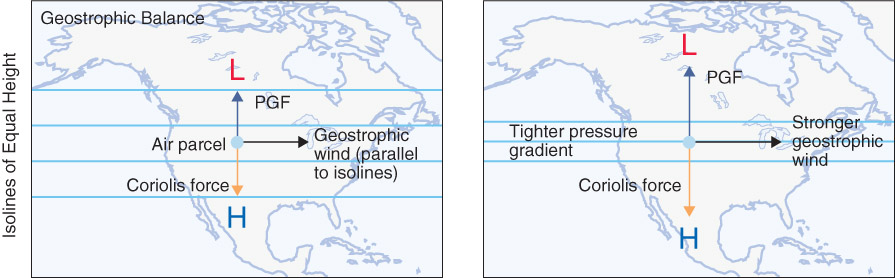 Isolines of Equal Height
Geostrophic Balance
L
PGF
Air parcel
Geostrophic
wind (parallel
to isolines)
Coriolis force
H
L
PGF
Tighter pressure
gradient
Stronger
geostrophic
wind
Coriolis force
H